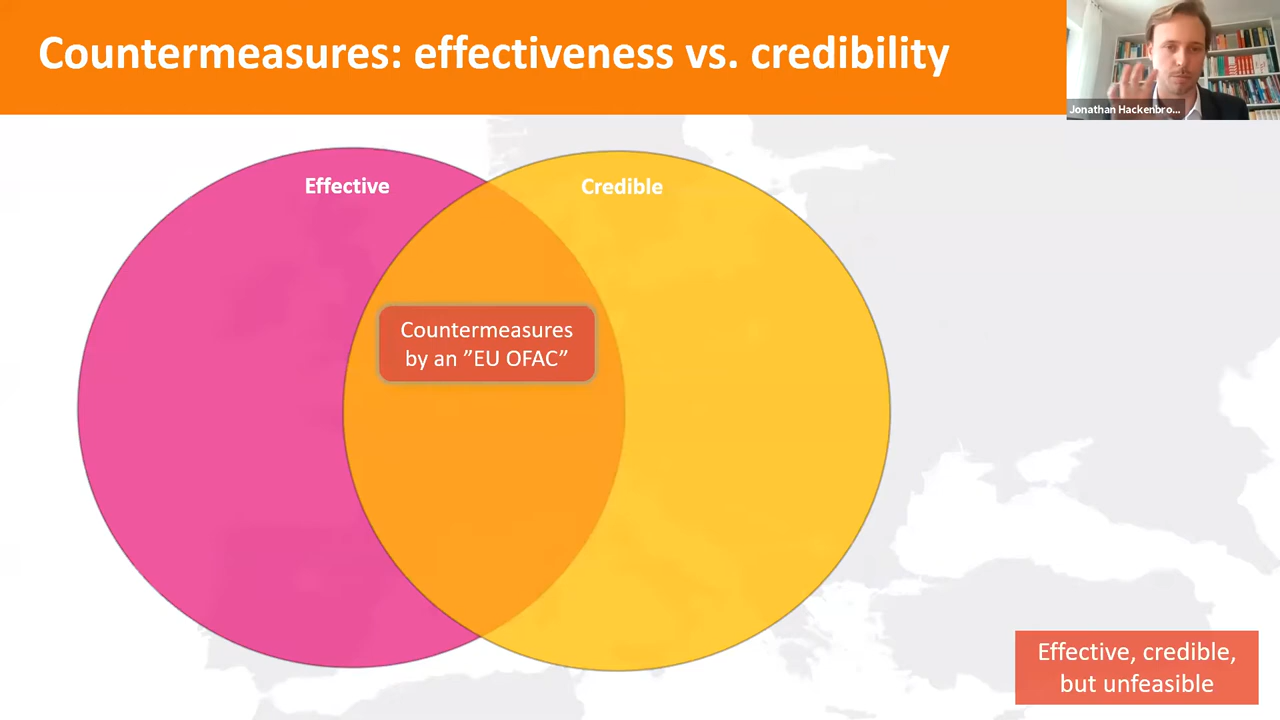 Countermeasures: effectiveness vs. credibility
Jonathan Hackenbro...
Effective
Credible
Countermeasures
by an ”EU OFAC”
Effective, credible,
but unfeasible